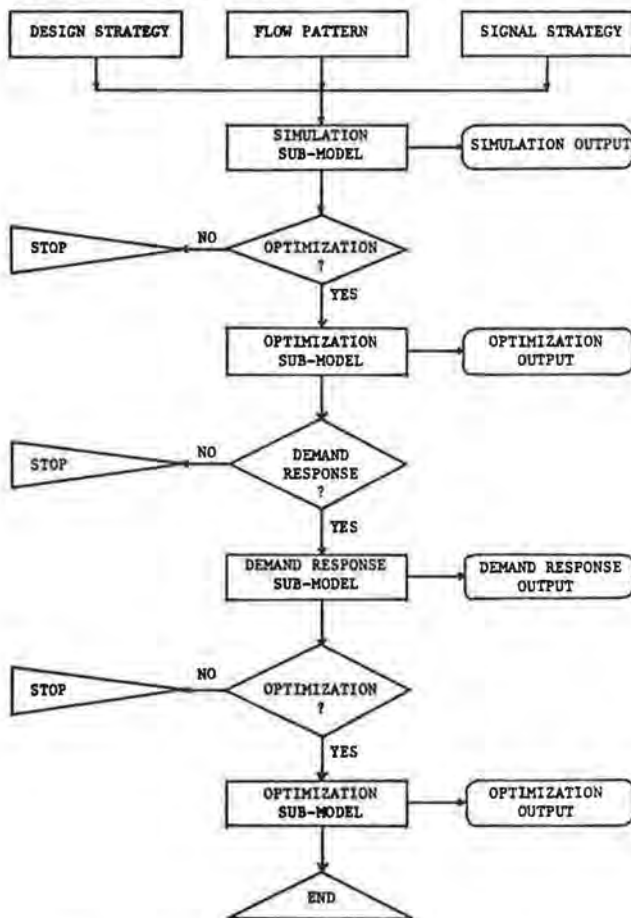 DESIGN STRATEGY
FLOW PATTERN
SIGNAL STRATEGY
SIMULATION
SUB-MODEL
SIMULATION OUTPUT
STOP
NO
OPTIMIZATION
?
YES
OPTIMIZATION
SUB-MODEL
OPTIMIZATION
OUTPUT
STOP
NO
DEMAND
RESPONSE
?
YES
DEMAND RESPONSE
SUB-MODEL
DEMAND RESPONSE
OUTPUT
STOP
NO
OPTIMIZATION
?
YES
OPTIMIZATION
SUB-MODEL
OPTIMIZATION
OUTPUT
END